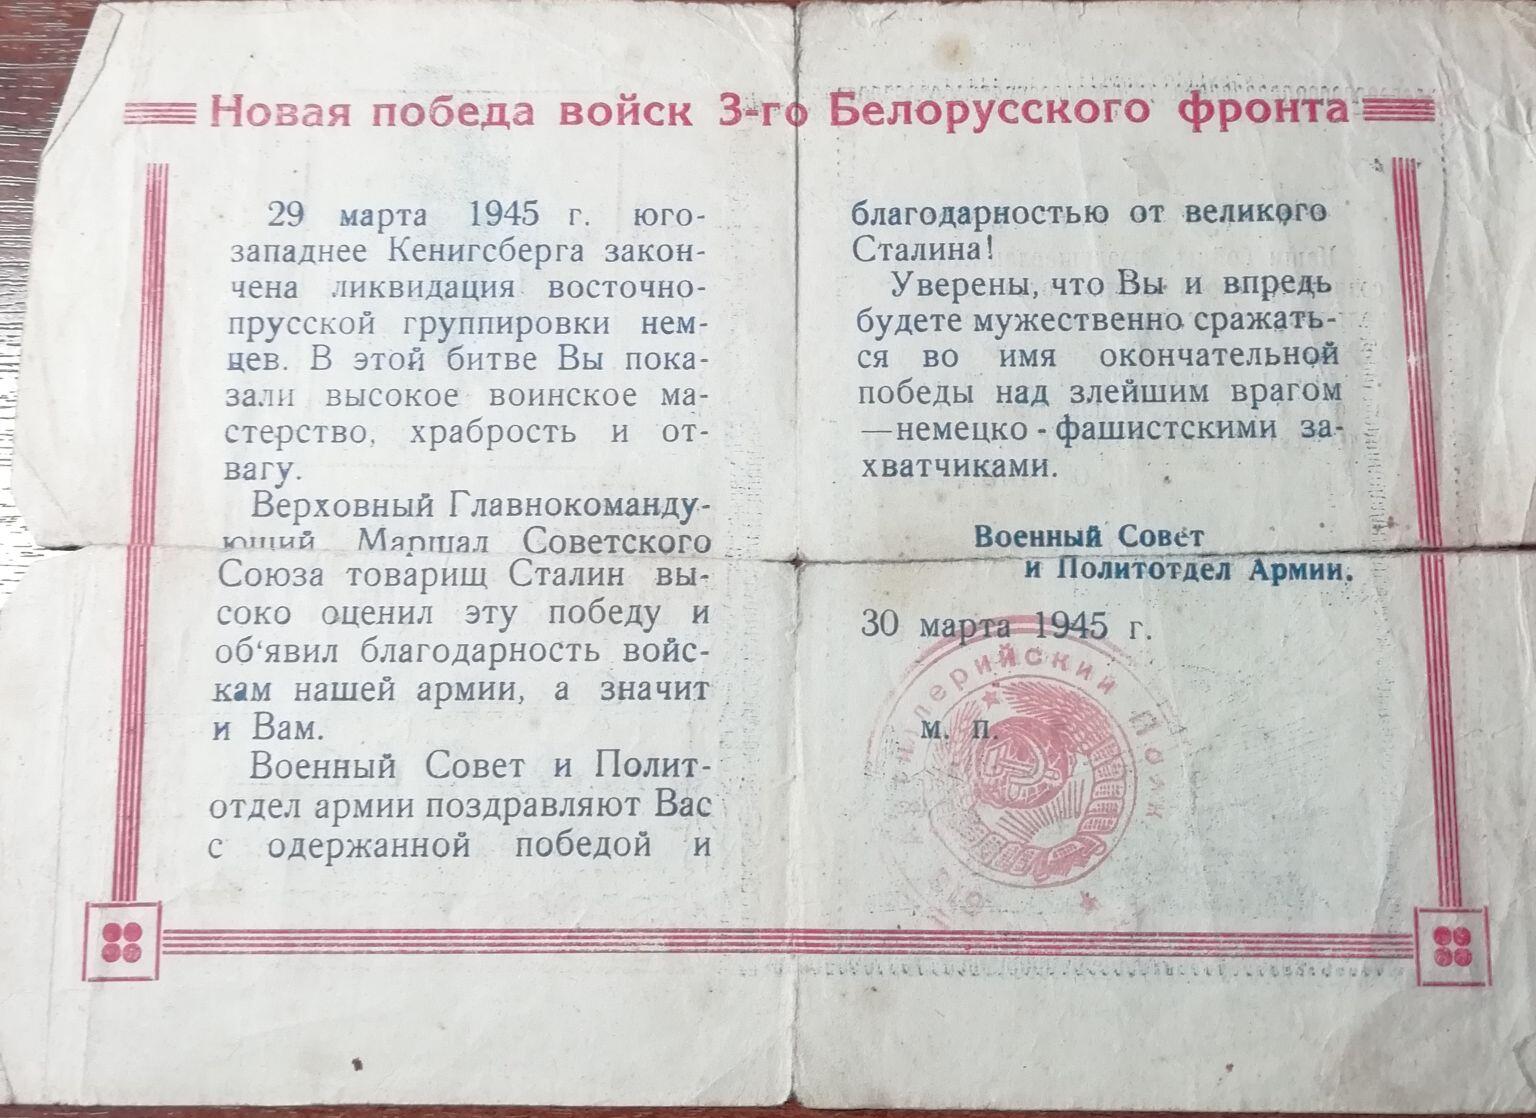 Новая победа войск 3-го Белорусского фронта
29 марта 1945 г. юго-
западнее Кенигсберга закон-
чена ликвидация восточно-
прусской группировки нем-
цев. В этой битве Вы пока-
зали высокое воинское ма-
стерство, храбрость и от-
вагу.
Верховный Главнокоманду-
ющий Маршал Советского
Союза товарищ Сталин вы-
соко оценил эту победу и
об‘явил благодарность войс-
кам нашей армии, а значит
и Вам.
Военный Совет и Полит-
отдел армии поздравляют Вас
с одержанной победой и
благодарностью от великого
Сталина!
Уверены, что Вы и впредь
будете мужественно сражать-
ся во имя окончательной
победы над злейшим врагом
—немецко-фашистскими за-
хватчиками.
Военный Совет
и Политотдел Армии.
30 марта 1945 г.
М. П.
Артиллерийский Полк